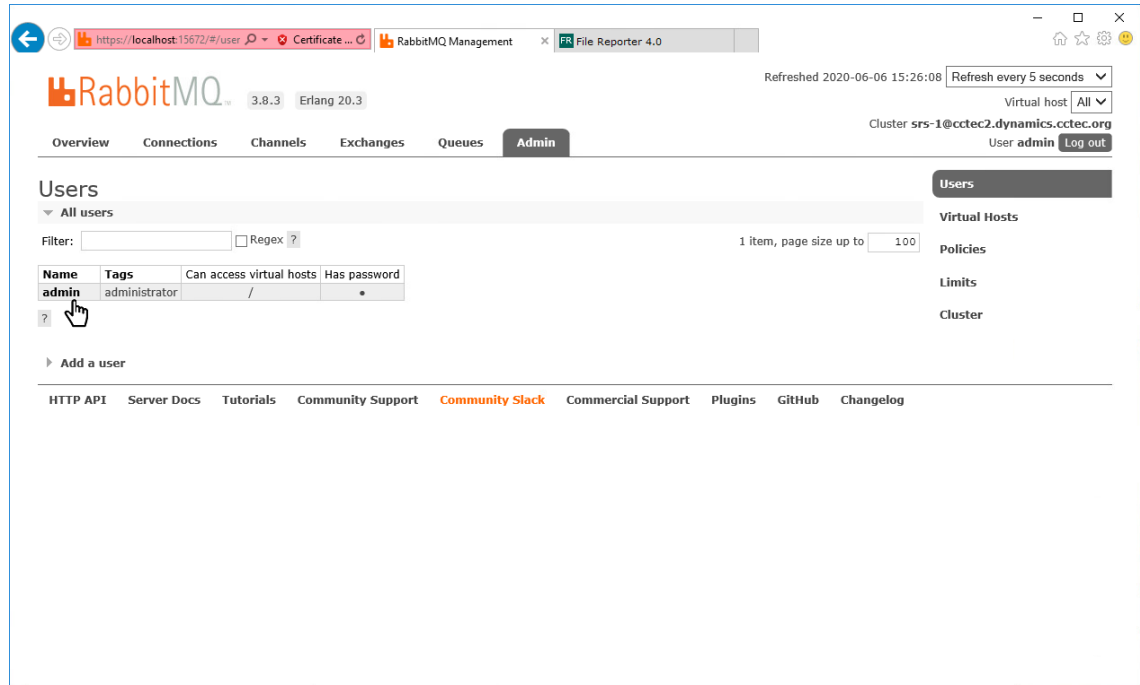 https://localhost:15672/#/user Certificate ... RabbitMQ Management × FR File Reporter 4.0
RabbitMQ TM 3.8.3 Erlang 20.3
Refreshed 2020-06-06 15:26:08 Refresh every 5 seconds
Virtual host All
Cluster srs-1@cctec2.dynamics.cctec.org
User admin Log out
Overview Connections Channels Exchanges Queues Admin
Users
All users
Filter: Regex ? 1 item, page size up to 100
Name Tags Can access virtual hosts Has password
admin administrator / ●
?
Add a user
Users
Virtual Hosts
Policies
Limits
Cluster
HTTP API Server Docs Tutorials Community Support Community Slack Commercial Support Plugins GitHub Changelog